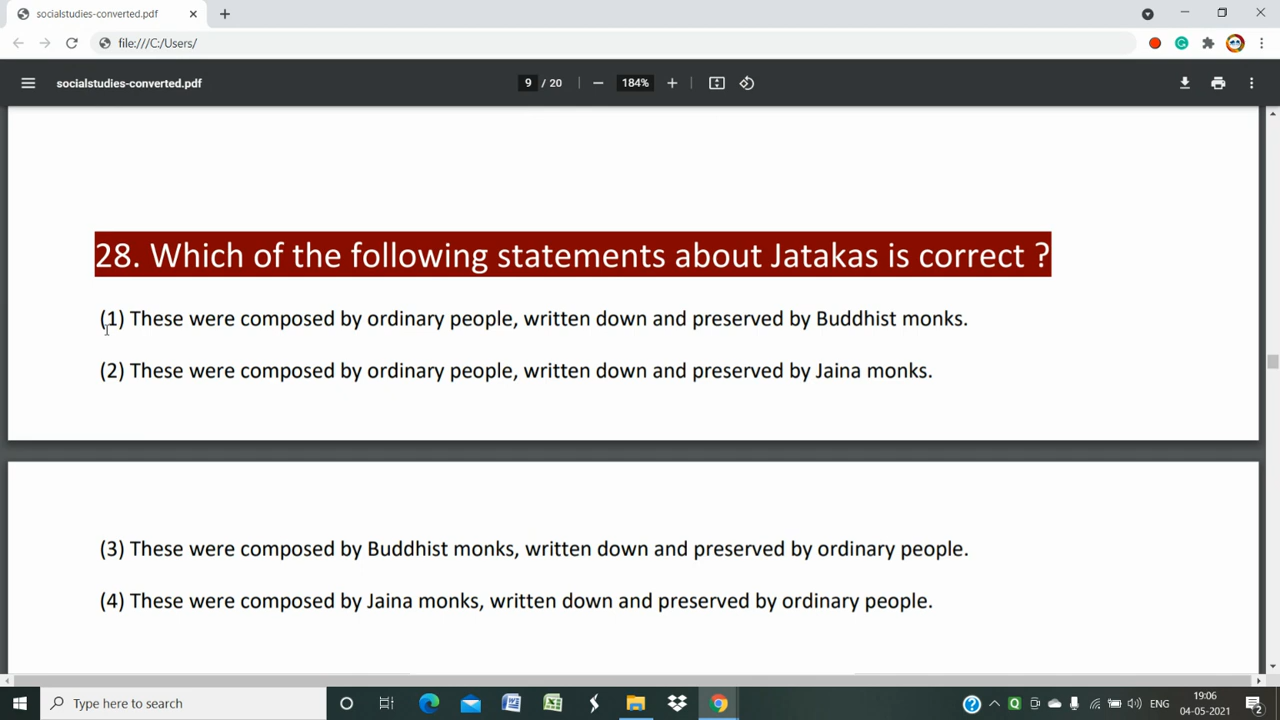 socialstudies-converted.pdf
file:///C:/Users/
socialstudies-converted.pdf
9 / 20
184%
28. Which of the following statements about Jatakas is correct ?
(1) These were composed by ordinary people, written down and preserved by Buddhist monks.
(2) These were composed by ordinary people, written down and preserved by Jaina monks.
(3) These were composed by Buddhist monks, written down and preserved by ordinary people.
(4) These were composed by Jaina monks, written down and preserved by ordinary people.
Type here to search
ENG
19:06
04-05-2021
2